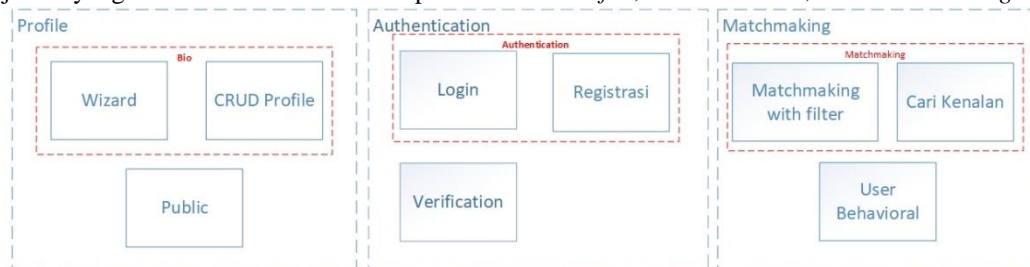 Profile
Bio
Wizard
CRUD Profile
Public
Authentication
Authentication
Login
Registrasi
Verification
Matchmaking
Matchmaking
Matchmaking
with filter
Cari Kenalan
User
Behavioral